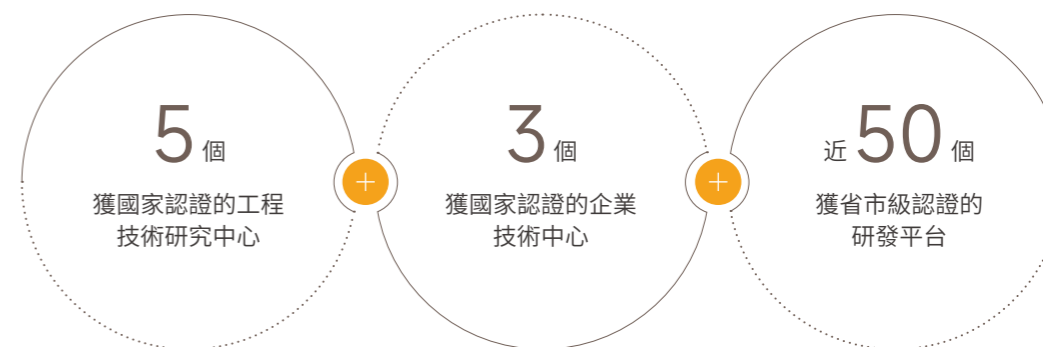 5 個
獲國家認證的工程
技術研究中心
+
3 個
獲國家認證的企業
技術中心
+
近 50 個
獲省市級認證的
研發平台